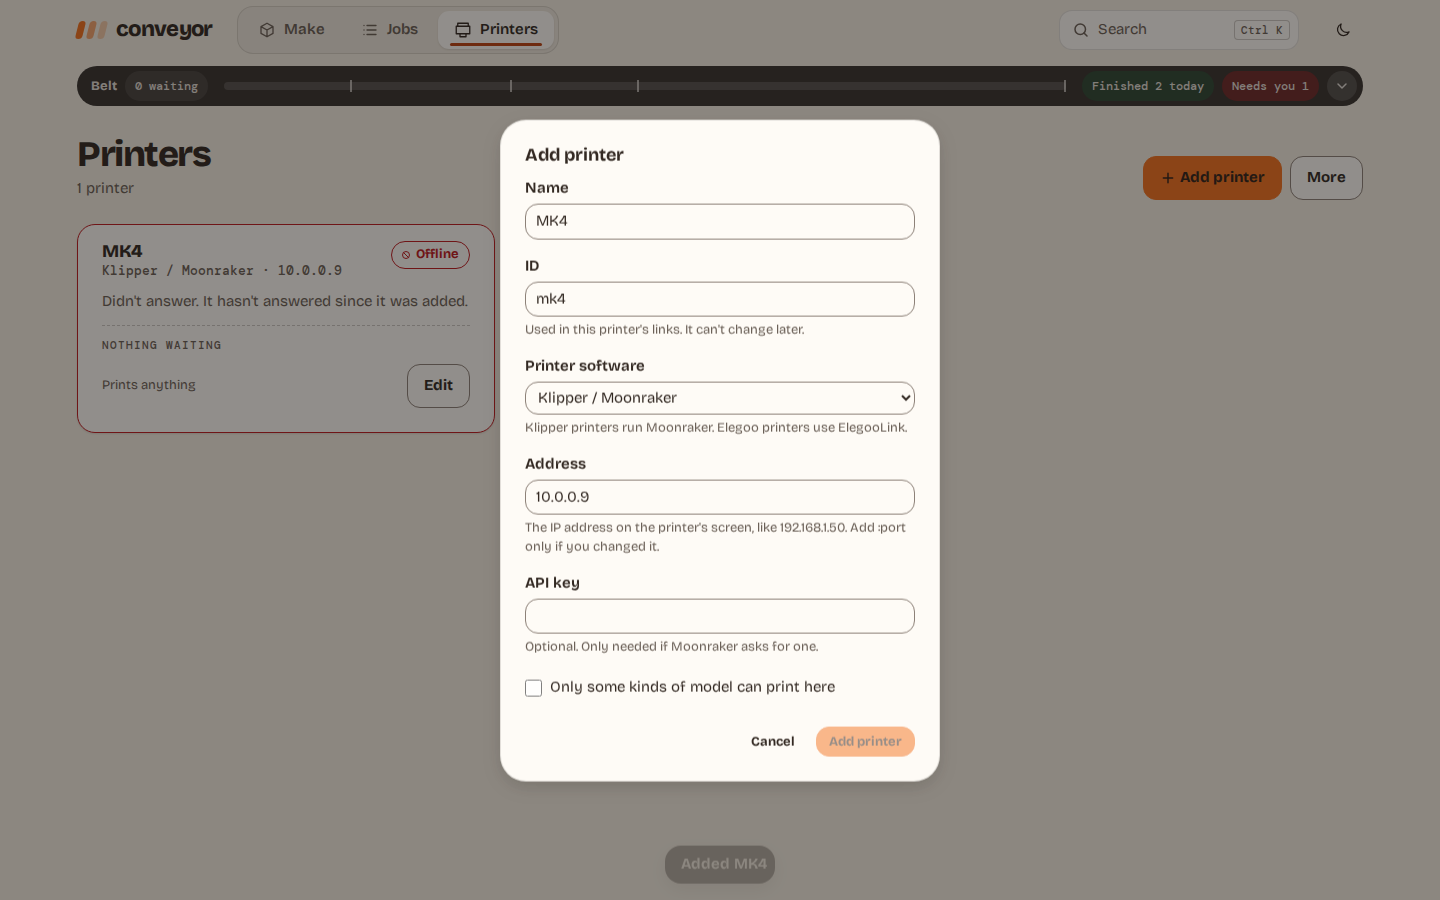 conveyor
Make
Jobs
Printers
Search
Ctrl K
Belt
0 waiting
Finished 2 today
Needs you 1
Printers
1 printer
+ Add printer
More
MK4
Offline
Klipper / Moonraker · 10.0.0.9
Didn't answer. It hasn't answered since it was added.
NOTHING WAITING
Prints anything
Edit
Add printer
Name
MK4
ID
mk4
Used in this printer's links. It can't change later.
Printer software
Klipper / Moonraker
Klipper printers run Moonraker. Elegoo printers use ElegooLink.
Address
10.0.0.9
The IP address on the printer's screen, like 192.168.1.50. Add :port
only if you changed it.
API key
Optional. Only needed if Moonraker asks for one.
Only some kinds of model can print here
Cancel
Add printer
Added MK4